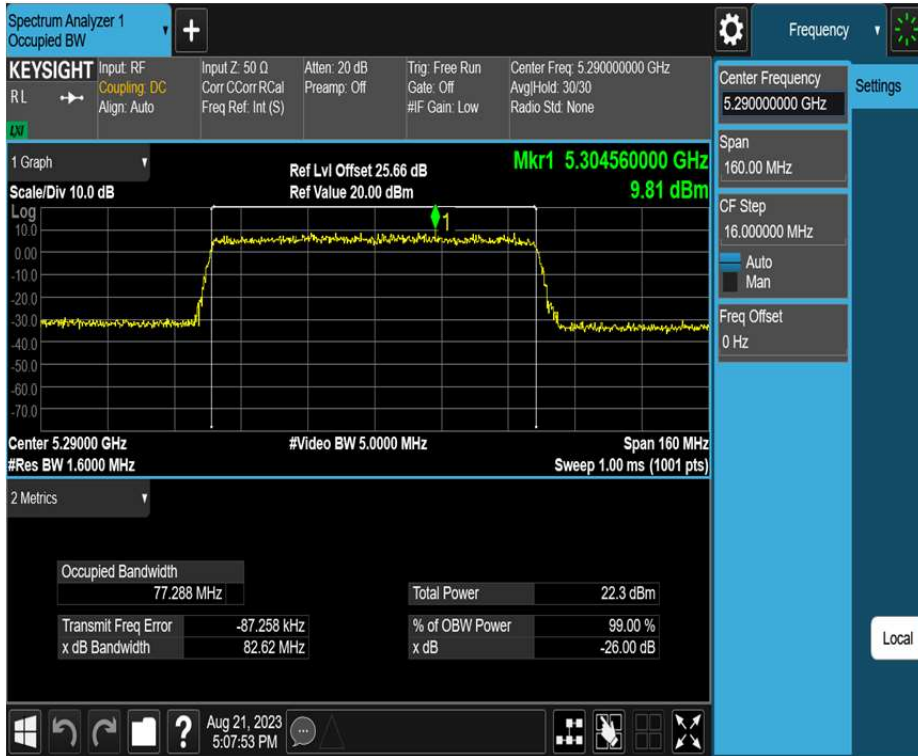 Spectrum Analyzer 1
Occupied BW
+
Frequency
KEYSIGHT
RL
LXI
Input: RF
Coupling: DC
Align: Auto
Input Z: 50 Ω
Corr CCorr RCal
Freq Ref: Int (S)
Atten: 20 dB
Preamp: Off
Trig: Free Run
Gate: Off
#IF Gain: Low
Center Freq: 5.290000000 GHz
Avg|Hold: 30/30
Radio Std: None
Center Frequency
5.290000000 GHz
Settings
Span
160.00 MHz
CF Step
16.000000 MHz
Auto
Man
Freq Offset
0 Hz
Local
1 Graph
Scale/Div 10.0 dB
Ref Lvl Offset 25.66 dB
Ref Value 20.00 dBm
Mkr1 5.304560000 GHz
9.81 dBm
Log
10.0
0.00
-10.0
-20.0
-30.0
-40.0
-50.0
-60.0
-70.0
1
Center 5.29000 GHz
#Video BW 5.0000 MHz
Span 160 MHz
#Res BW 1.6000 MHz
Sweep 1.00 ms (1001 pts)
2 Metrics
Occupied Bandwidth
77.288 MHz
Total Power 22.3 dBm
Transmit Freq Error -87.258 kHz
% of OBW Power 99.00 %
x dB Bandwidth 82.62 MHz
x dB -26.00 dB
?
Aug 21, 2023
5:07:53 PM